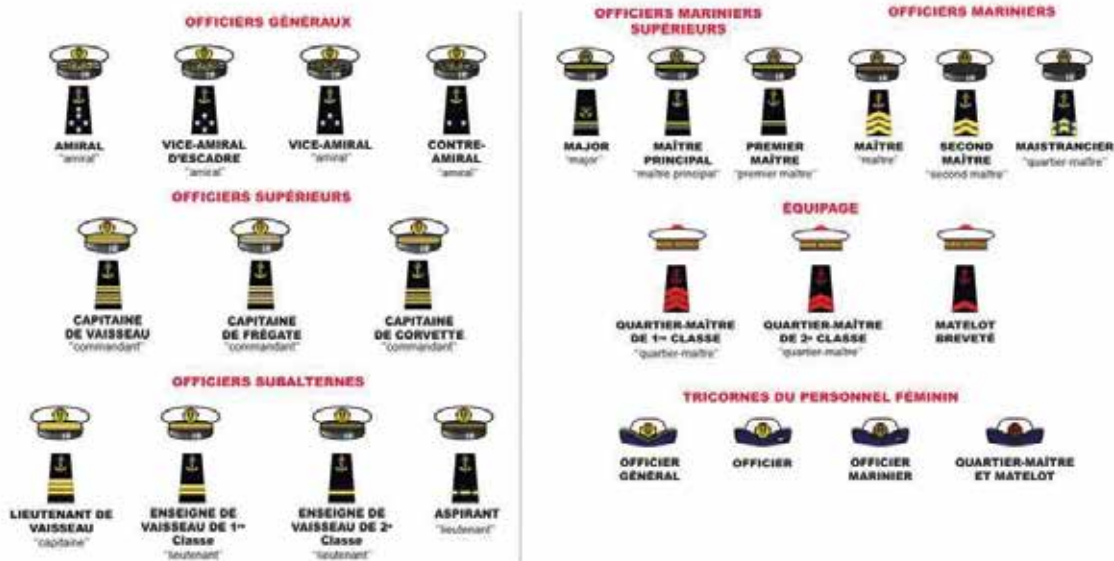 OFFICIERS GÉNÉRAUX
AMIRAL
"amiral"
VICE-AMIRAL
D'ESCADRE
"amiral"
VICE-AMIRAL
"amiral"
CONTRE-
AMIRAL
"amiral"
OFFICIERS SUPÉRIEURS
CAPITAINE
DE VAISSEAU
"commandant"
CAPITAINE
DE FRÉGATE
"commandant"
CAPITAINE
DE CORVETTE
"commandant"
OFFICIERS SUBALTERNES
LIEUTENANT DE
VAISSEAU
"capitaine"
ENSEIGNE DE
VAISSEAU DE 1re
Classe
"lieutenant"
ENSEIGNE DE
VAISSEAU DE 2e
Classe
"lieutenant"
ASPIRANT
"lieutenant"
OFFICIERS MARINIERS
SUPÉRIEURS
MAJOR
"major"
MAÎTRE
PRINCIPAL
"maître principal"
PREMIER
MAÎTRE
"premier maître"
OFFICIERS MARINIERS
MAÎTRE
"maître"
SECOND
MAÎTRE
"second maître"
MAISTRANCIER
"quartier-maître"
ÉQUIPAGE
QUARTIER-MAÎTRE
DE 1re CLASSE
"quartier-maître"
QUARTIER-MAÎTRE
DE 2e CLASSE
"quartier-maître"
MATELOT
BREVETÉ
TRICORNES DU PERSONNEL FÉMININ
OFFICIER
GÉNÉRAL
OFFICIER
OFFICIER
MARINIER
QUARTIER-MAÎTRE
ET MATELOT